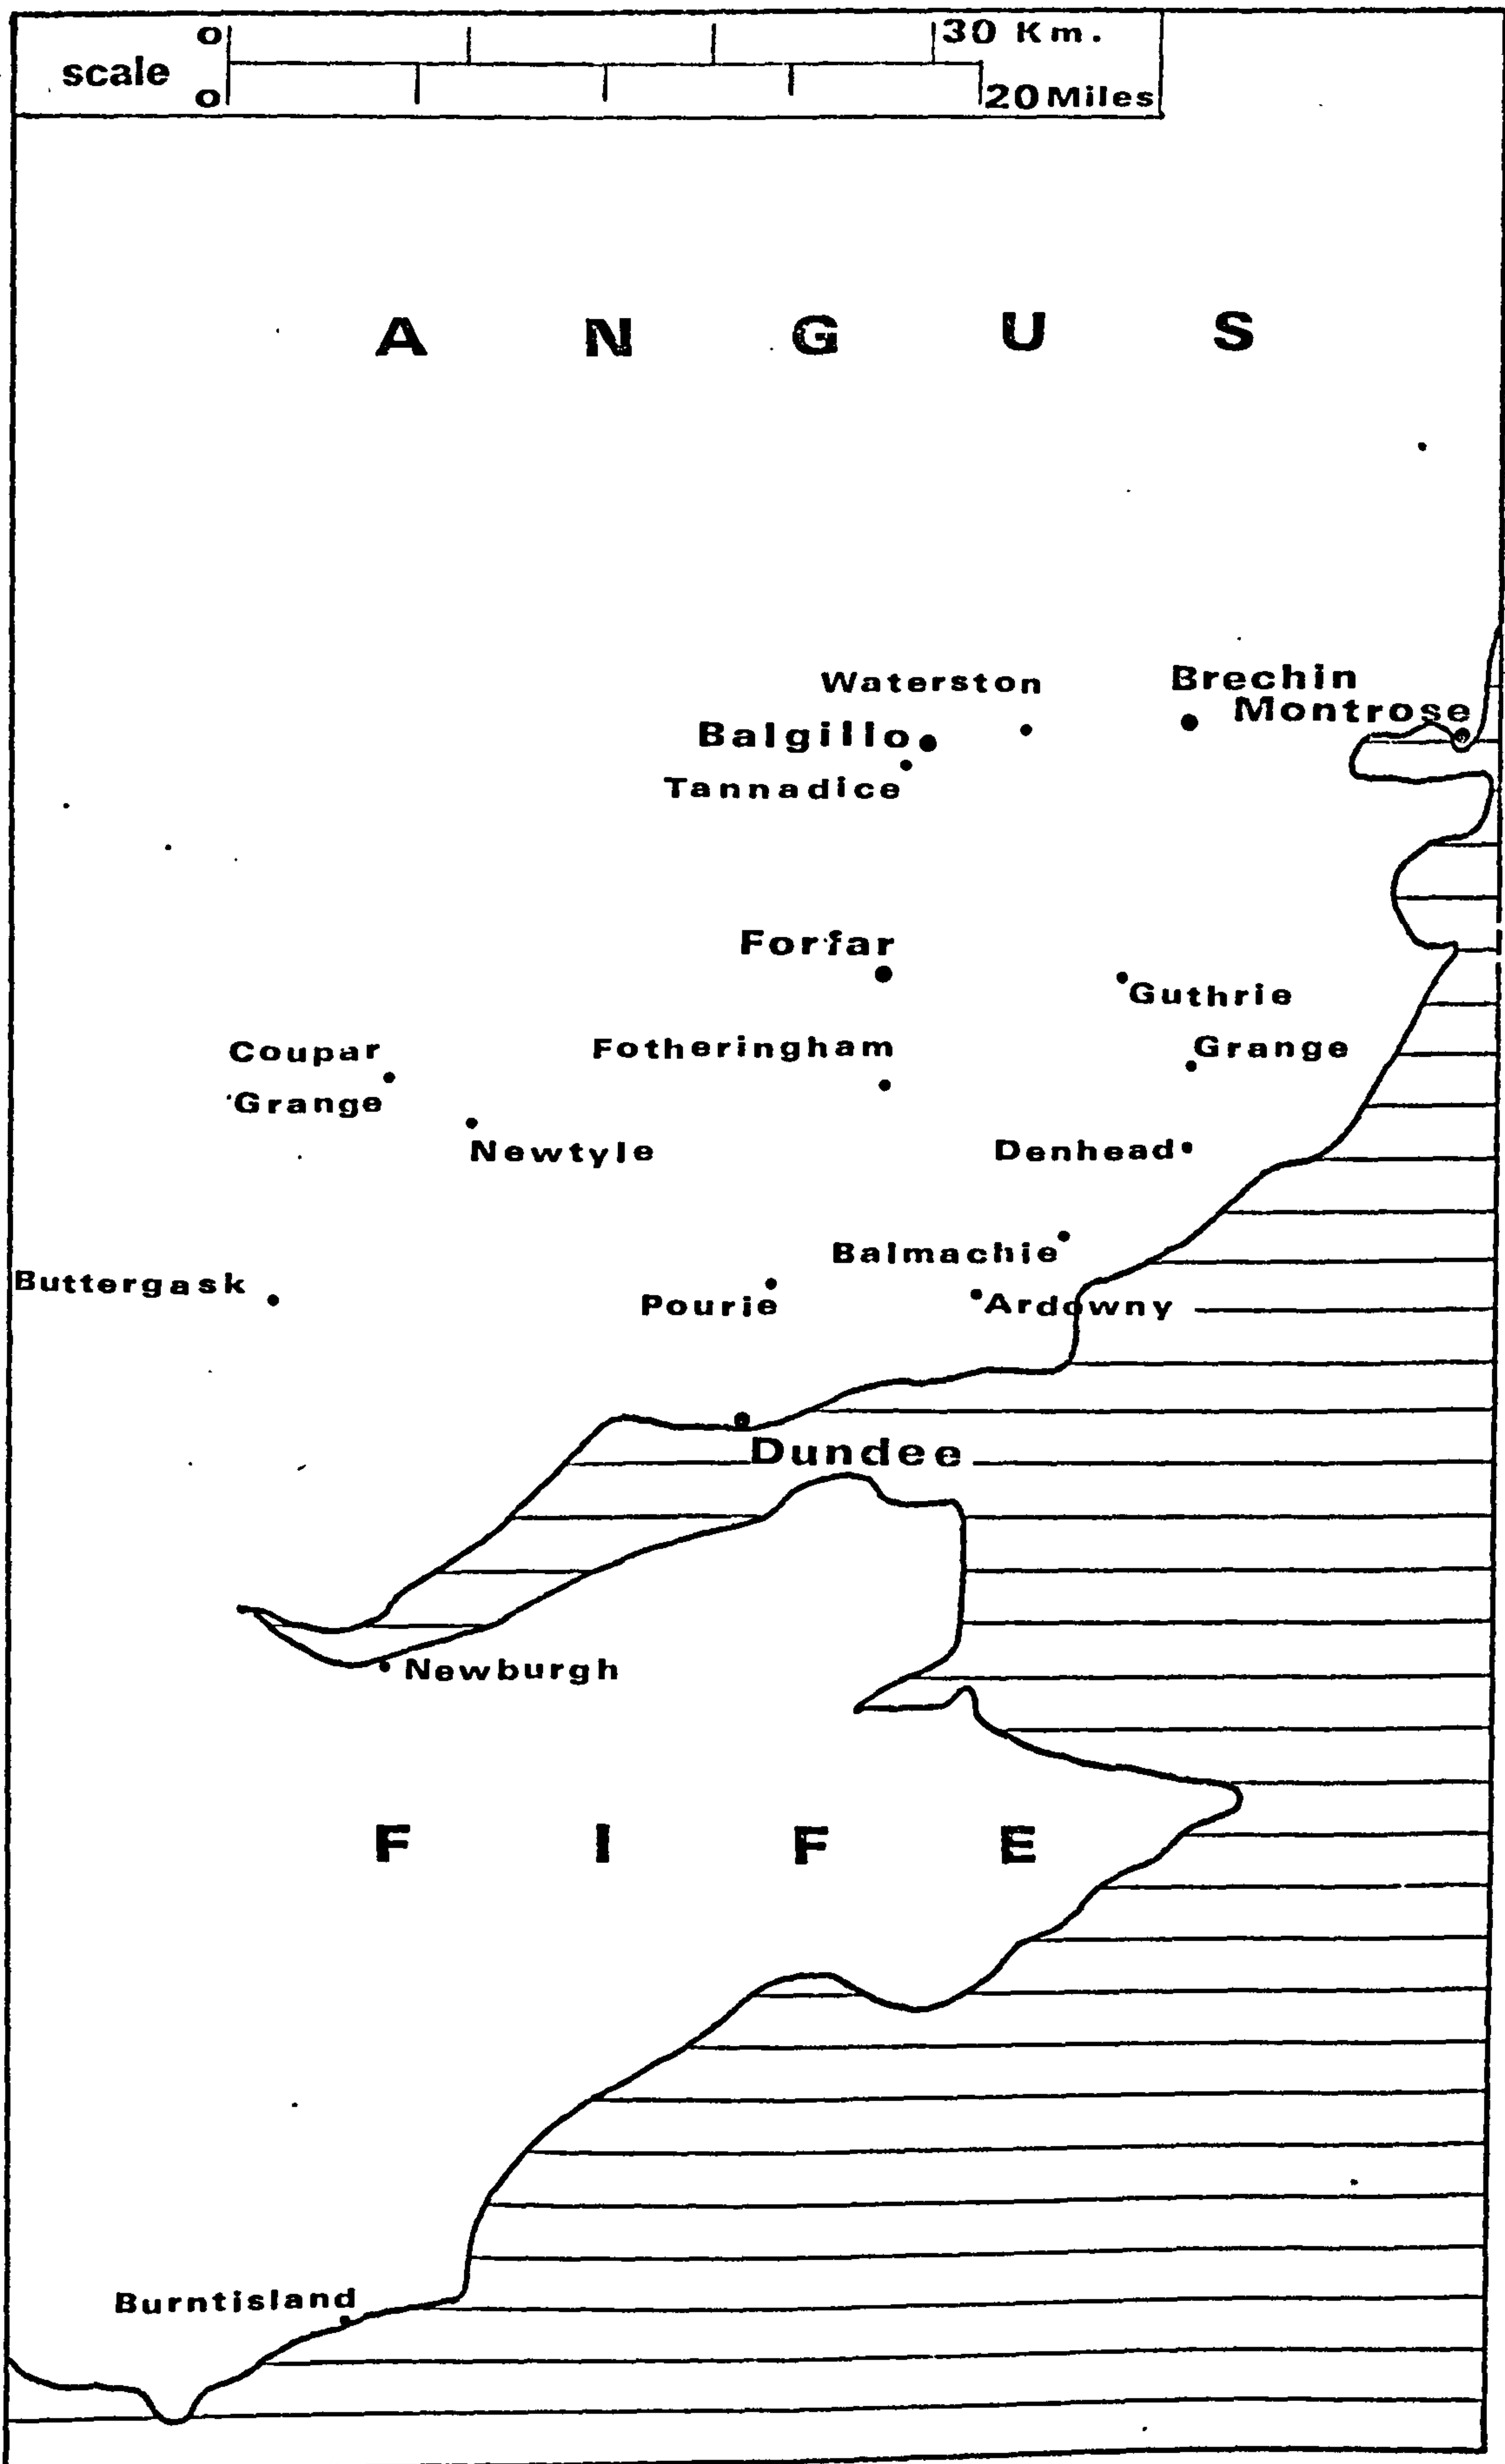 scale
0
30 Km.
0
20 Miles
A N G U S
Waterston
Brechin
Montrose
Balgillo
Tannadice
Forfar
Guthrie
Coupar
Grange
Fotheringham
Grange
Newtyle
Denhead
Balmachie
Buttergask
Pourie
Ardowny
Dundee
Newburgh
F I F E
Burntisland